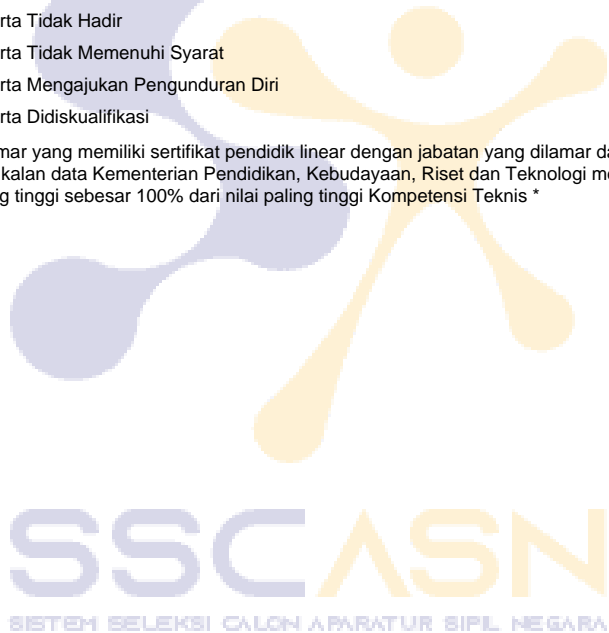 rta Tidak Hadir
rta Tidak Memenuhi Syarat
rta Mengajukan Pengunduran Diri
rta Didiskualifikasi
mar yang memiliki sertifikat pendidik linear dengan jabatan yang dilamar da
kalan data Kementerian Pendidikan, Kebudayaan, Riset dan Teknologi me
g tinggi sebesar 100% dari nilai paling tinggi Kompetensi Teknis *
SSCASN
SISTEM SELEKSI CALON APARATUR SIPIL NEGARA